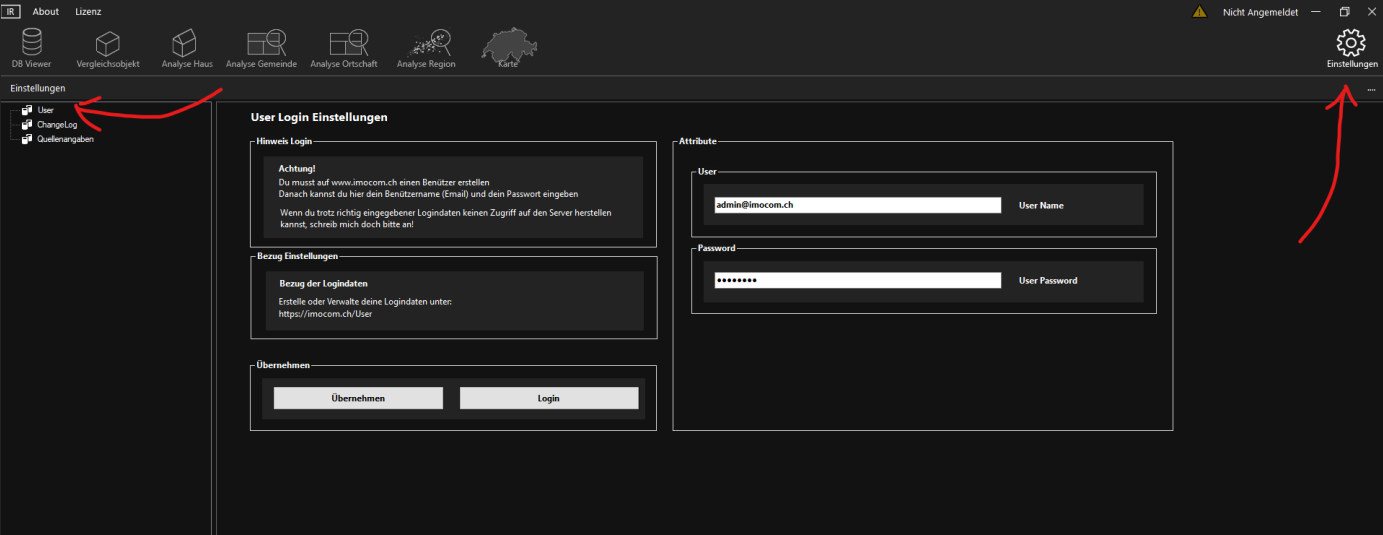 IR About Lizenz Nicht Angemeldet
DB Viewer Vergleichsobjekt Analyse Haus Analyse Gemeinde Analyse Ortschaft Analyse Region Karte Einstellungen
Einstellungen ....
User
ChangeLog
Quellenangaben
User Login Einstellungen
Hinweis Login
Achtung!
Du musst auf www.imocom.ch einen Benützer erstellen
Danach kannst du hier dein Benützername (Email) und dein Passwort eingeben
Wenn du trotz richtig eingegebener Logindaten keinen Zugriff auf den Server herstellen
kannst, schreib mich doch bitte an!
Bezug Einstellungen
Bezug der Logindaten
Erstelle oder Verwalte deine Logindaten unter:
https://imocom.ch/User
Übernehmen
Übernehmen Login
Attribute
User
admin@imocom.ch User Name
Password
•••••••• User Password